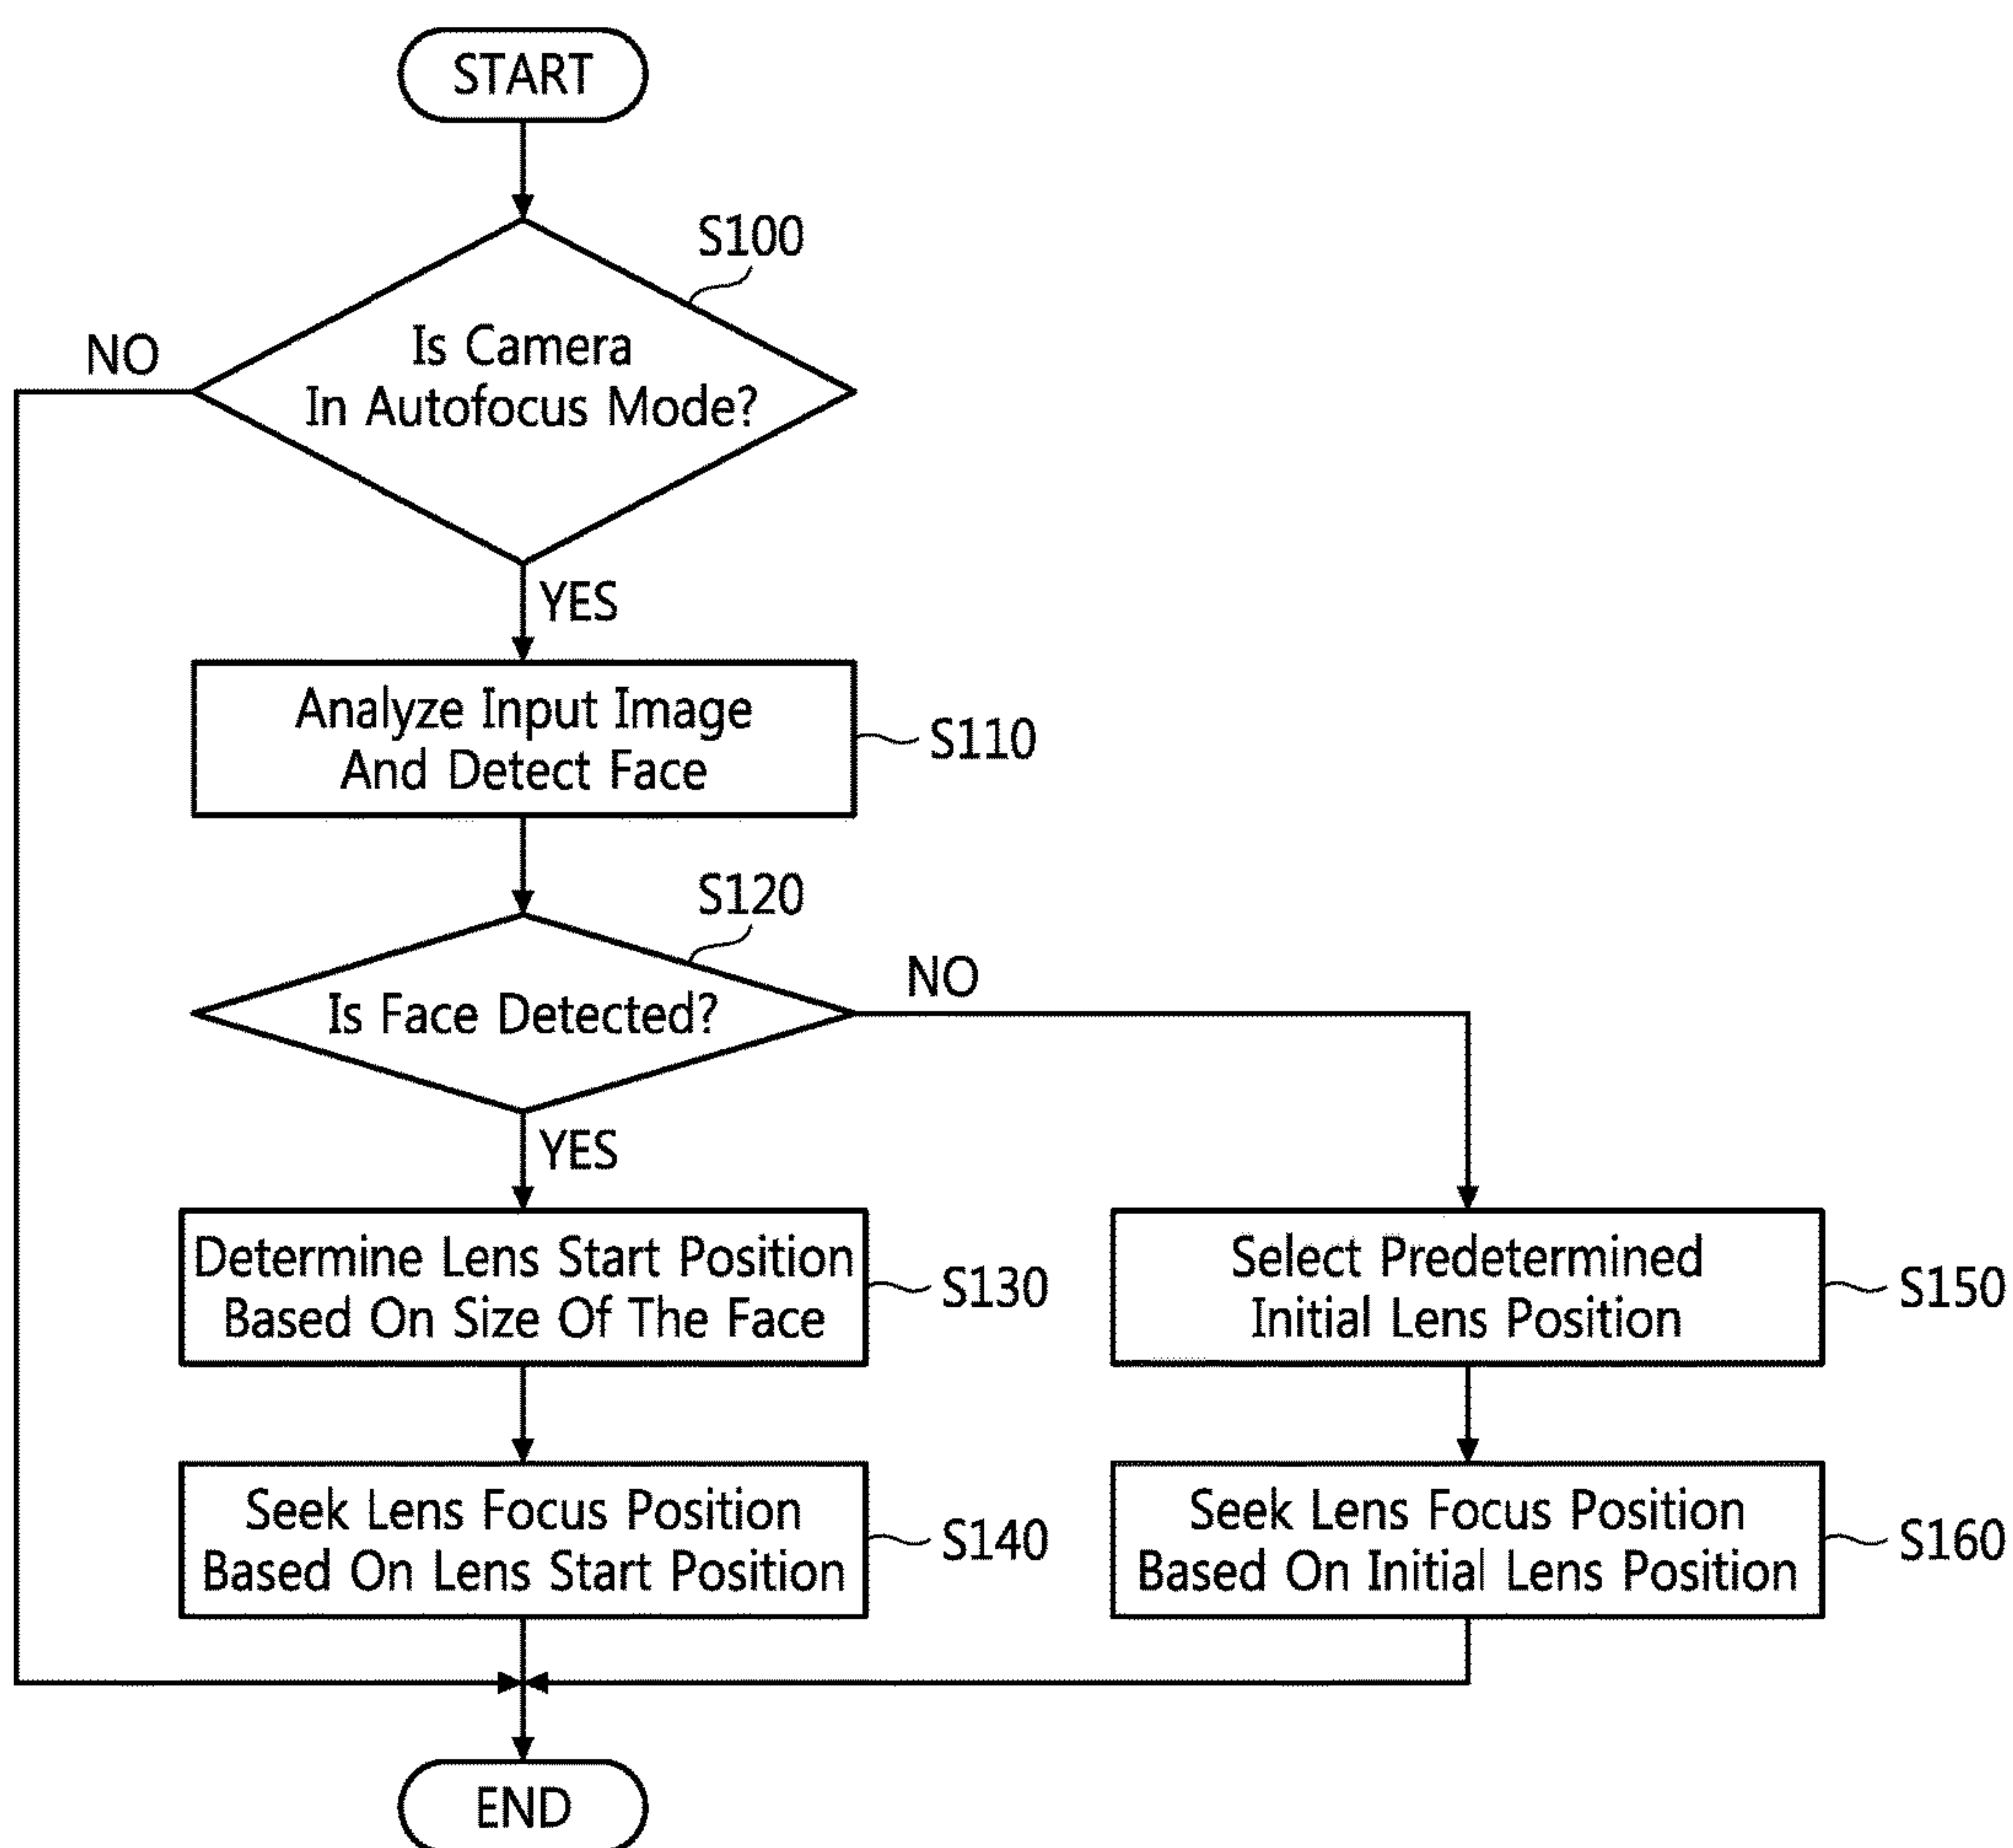 START
S100
NO
Is Camera
In Autofocus Mode?
YES
Analyze Input Image
And Detect Face
S110
S120
NO
Is Face Detected?
YES
Determine Lens Start Position
Based On Size Of The Face
S130
Select Predetermined
Initial Lens Position
S150
Seek Lens Focus Position
Based On Lens Start Position
S140
Seek Lens Focus Position
Based On Initial Lens Position
S160
END